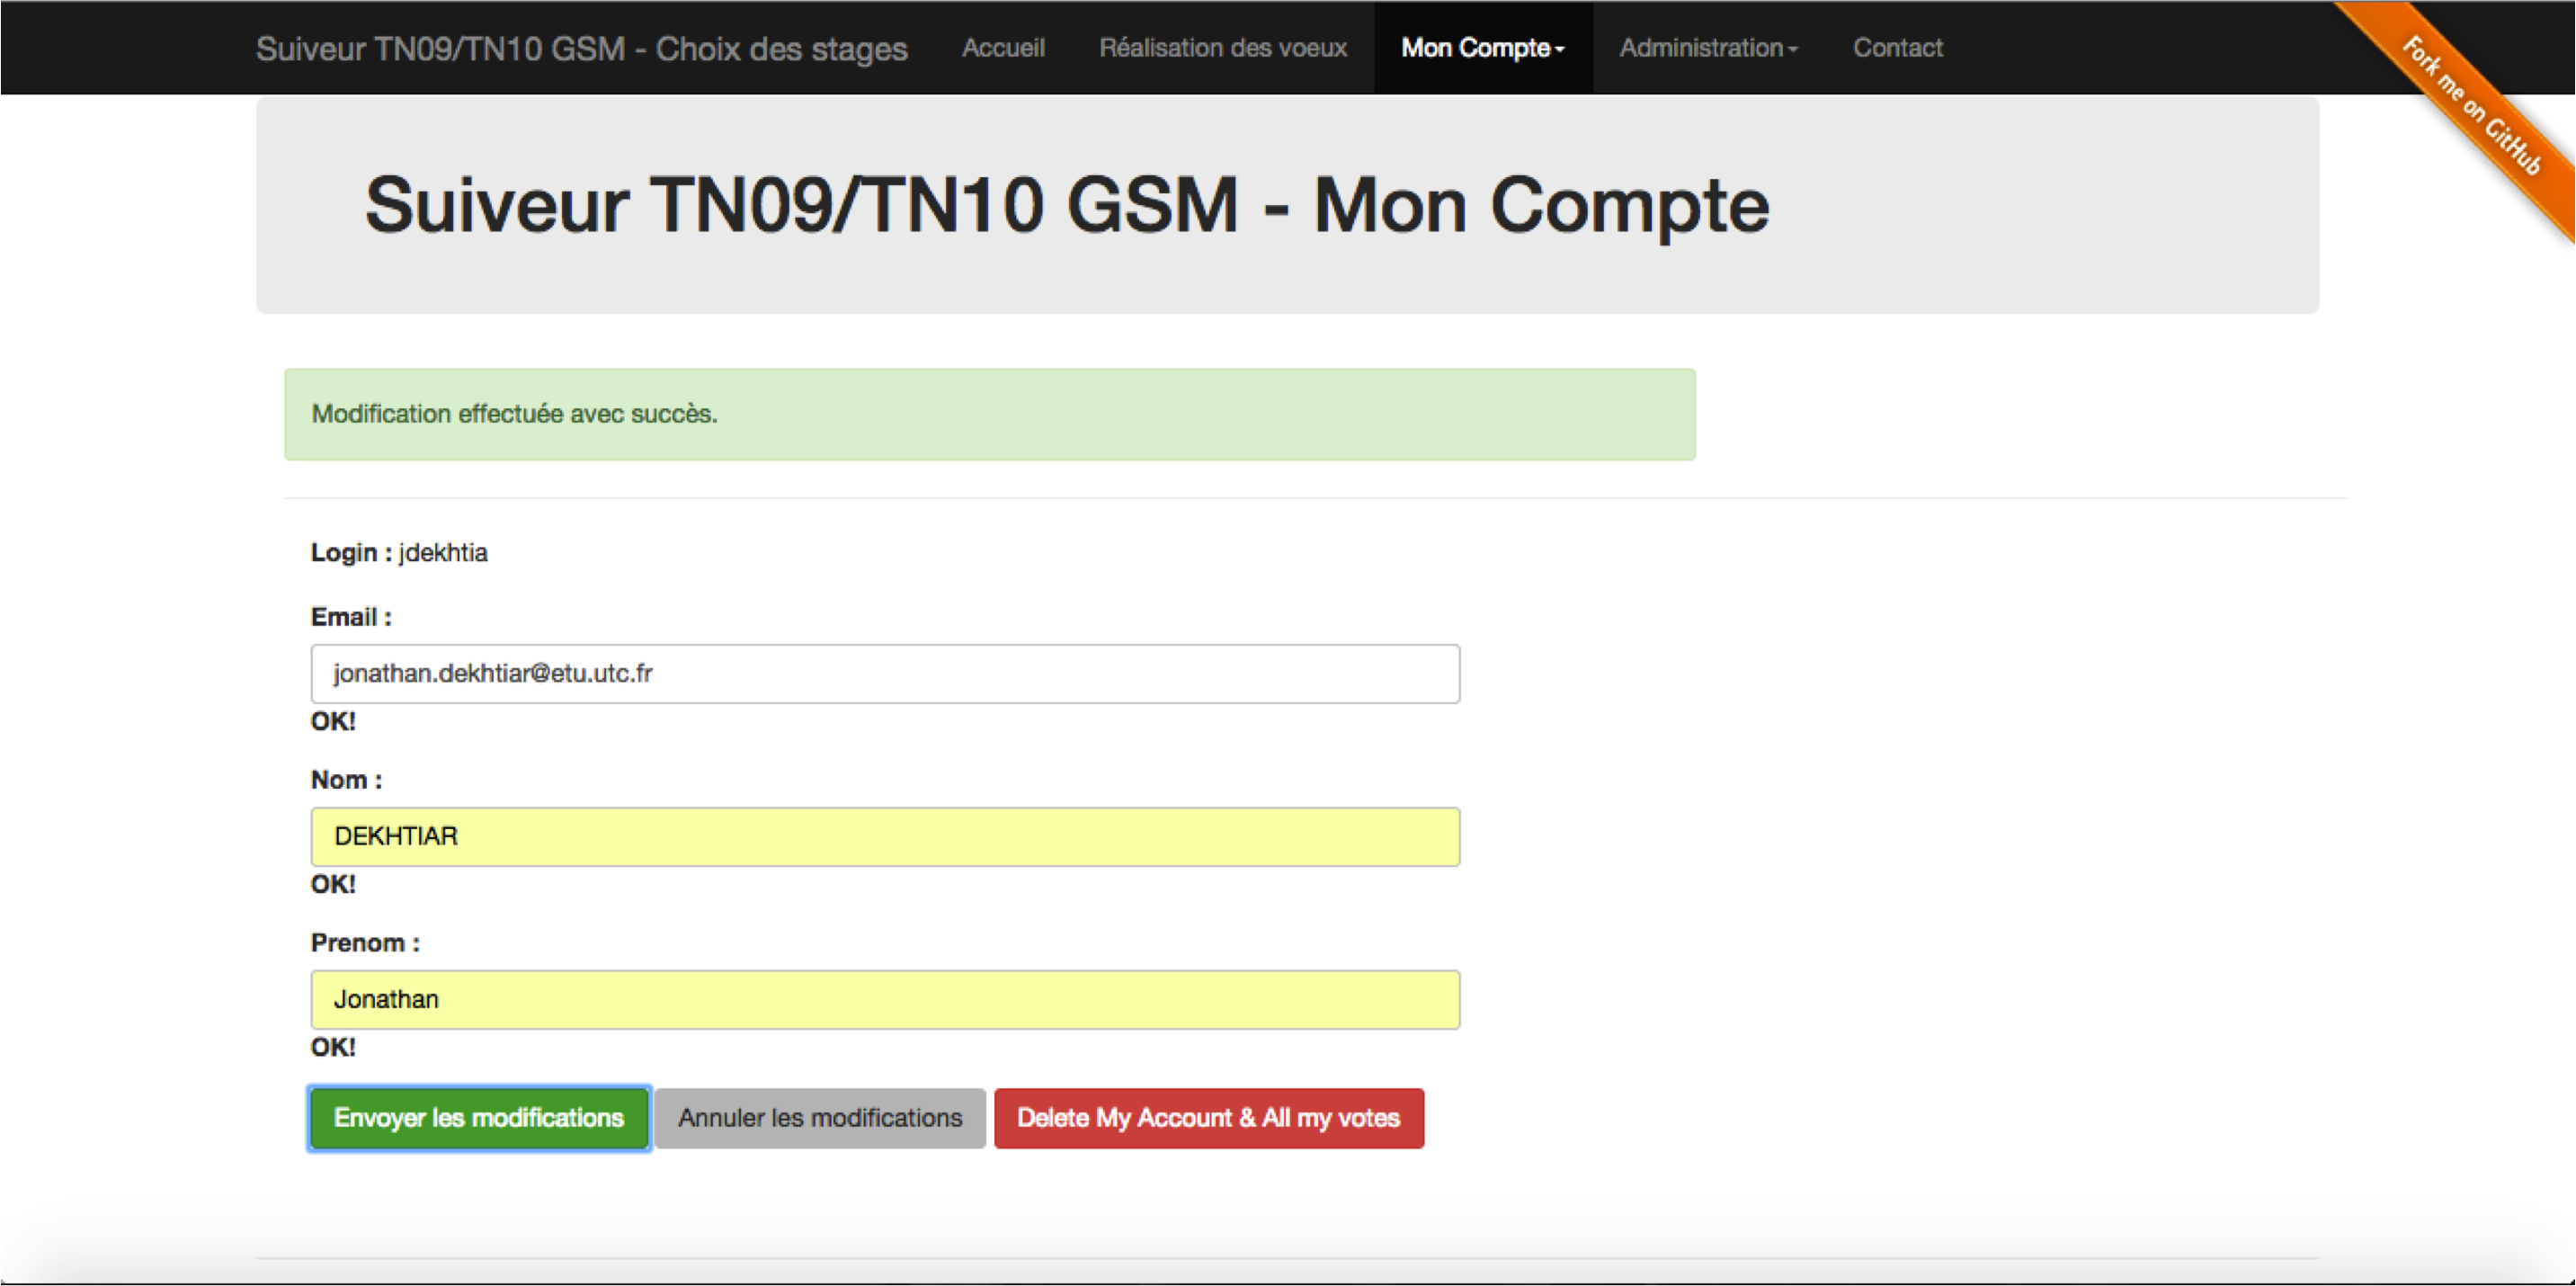 Suiveur TN09/TN10 GSM - Choix des stages Accueil Réalisation des voeux Mon Compte Administration Contact
Fork me on GitHub
Suiveur TN09/TN10 GSM - Mon Compte
Modification effectuée avec succès.
Login : jdekhtia
Email :
jonathan.dekhtiar@etu.utc.fr
OK!
Nom :
DEKHTIAR
OK!
Prenom :
Jonathan
OK!
Envoyer les modifications Annuler les modifications Delete My Account & All my votes